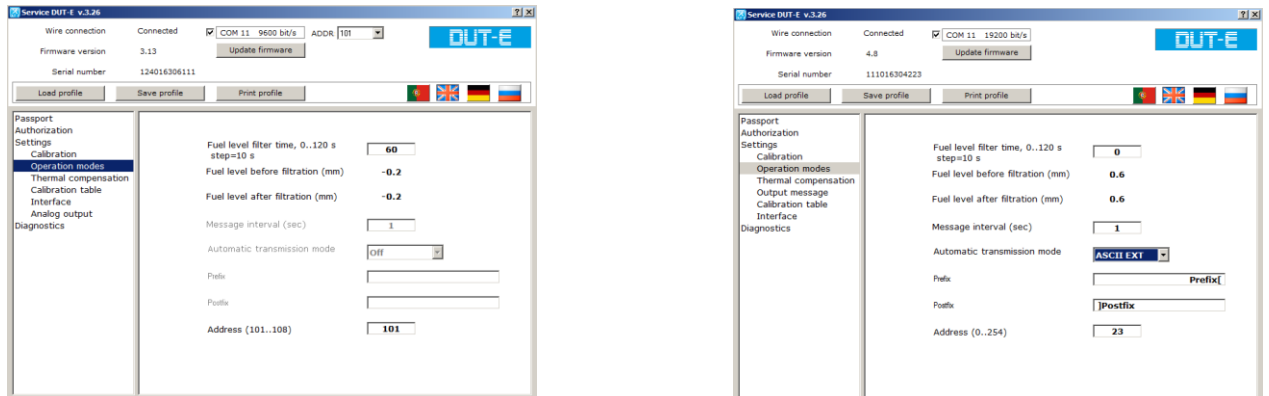 Service DUT-E v.3.26
Wire connection Connected COM 11 9600 bit/s ADDR 101
DUT-E
Firmware version 3.13 Update firmware
Serial number 124016306111
Load profile Save profile Print profile
Passport
Authorization
Settings
Calibration
Operation modes
Thermal compensation
Calibration table
Interface
Analog output
Diagnostics
Fuel level filter time, 0..120 s
step=10 s
60
Fuel level before filtration (mm) -0.2
Fuel level after filtration (mm) -0.2
Message interval (sec) 1
Automatic transmission mode Off
Prefix
Postfix
Address (101..108) 101
Service DUT-E v.3.26
Wire connection Connected COM 11 19200 bit/s
DUT-E
Firmware version 4.8 Update firmware
Serial number 111016304223
Load profile Save profile Print profile
Passport
Authorization
Settings
Calibration
Operation modes
Thermal compensation
Output message
Calibration table
Interface
Diagnostics
Fuel level filter time, 0..120 s
step=10 s
0
Fuel level before filtration (mm) 0.6
Fuel level after filtration (mm) 0.6
Message interval (sec) 1
Automatic transmission mode ASCII EXT
Prefix Prefix[
Postfix ]Postfix
Address (0..254) 23